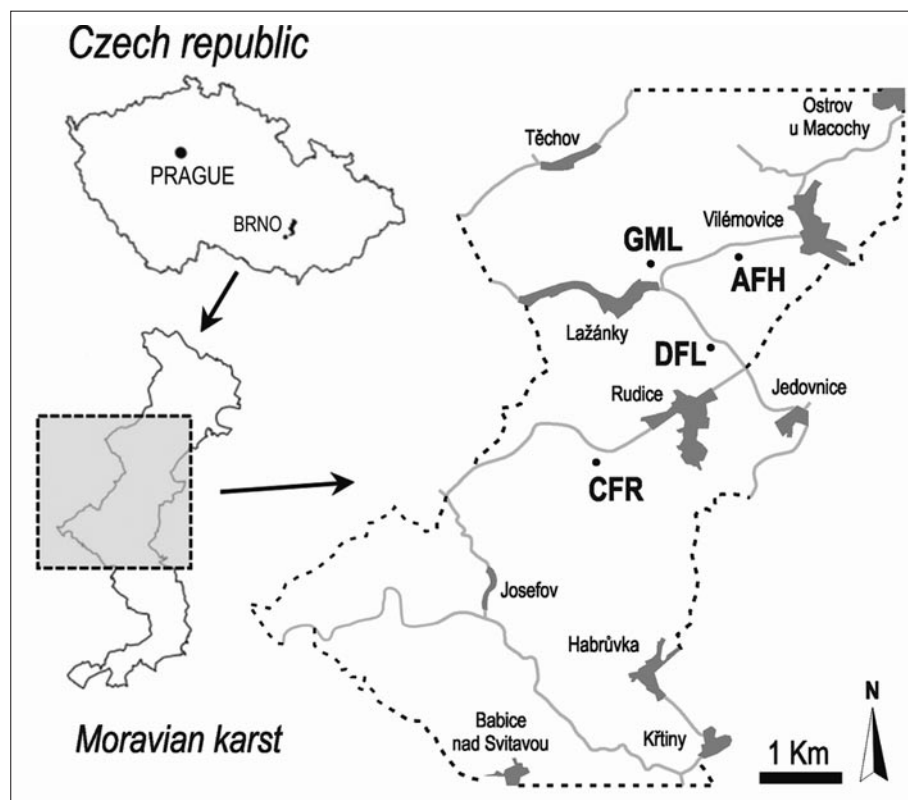 Czech republic
PRAGUE
BRNO
Moravian karst
Ostrov
u Macochy
Těchov
Vilémovice
GML
AFH
Lažánky
DFL
Rudice
Jedovnice
CFR
Josefov
Habrůvka
Babice
nad Svitavou
Křtiny
N
1 Km